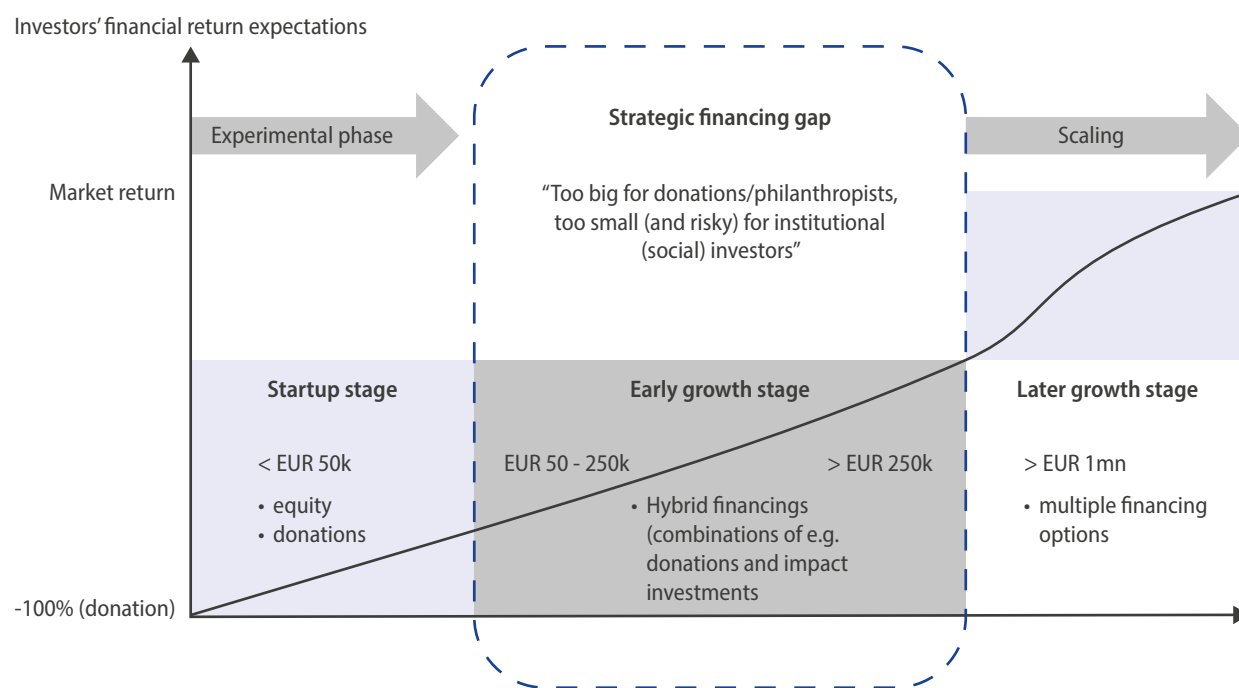 Investors’ financial return expectations
Experimental phase
Strategic financing gap
Scaling
Market return
“Too big for donations/philanthropists,
too small (and risky) for institutional
(social) investors”
Startup stage
Early growth stage
Later growth stage
< EUR 50k
EUR 50 - 250k
> EUR 250k
> EUR 1mn
• equity
• donations
• Hybrid financings
(combinations of e.g.
donations and impact
investments
• multiple financing
options
-100% (donation)